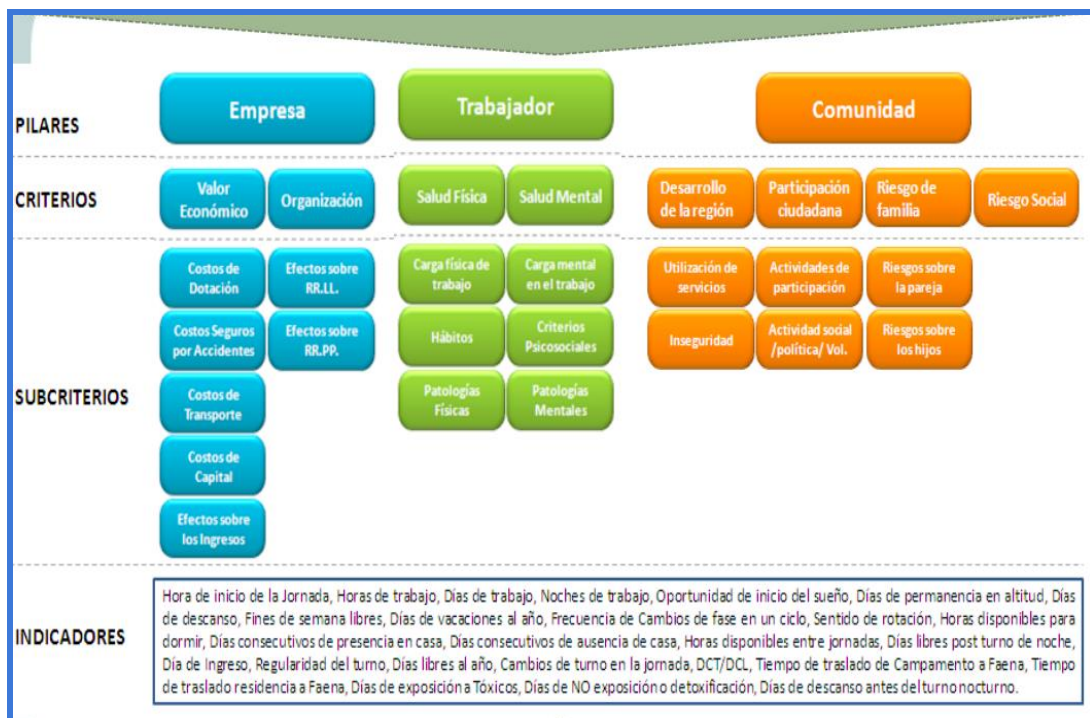 PILARES
Empresa
Trabajador
Comunidad
CRITERIOS
Valor
Económico
Organización
Salud Física
Salud Mental
Desarrollo
de la región
Participación
ciudadana
Riesgo de
familia
Riesgo Social
SUBCRITERIOS
Costos de
Dotación
Efectos sobre
RR.LL.
Carga física de
trabajo
Carga mental
en el trabajo
Utilización de
servicios
Actividades de
participación
Riesgos sobre
la pareja
Costos Seguros
por Accidentes
Efectos sobre
RR.PP.
Hábitos
Criterios
Psicosociales
Inseguridad
Actividad social
/política/ Vol.
Riesgos sobre
los hijos
Costos de
Transporte
Patologías
Físicas
Patologías
Mentales
Costos de
Capital
Efectos sobre
los Ingresos
INDICADORES
Hora de inicio de la Jornada, Horas de trabajo, Días de trabajo, Noches de trabajo, Oportunidad de inicio del sueño, Días de permanencia en altitud, Días
de descanso, Fines de semana libres, Días de vacaciones al año, Frecuencia de Cambios de fase en un ciclo, Sentido de rotación, Horas disponibles para
dormir, Días consecutivos de presencia en casa, Días consecutivos de ausencia de casa, Horas disponibles entre jornadas, Días libres post turno de noche,
Día de Ingreso, Regularidad del turno, Días libres al año, Cambios de turno en la jornada, DCT/DCL, Tiempo de traslado de Campamento a Faena, Tiempo
de traslado residencia a Faena, Días de exposición a Tóxicos, Días de NO exposición o detoxificación, Días de descanso antes del turno nocturno.